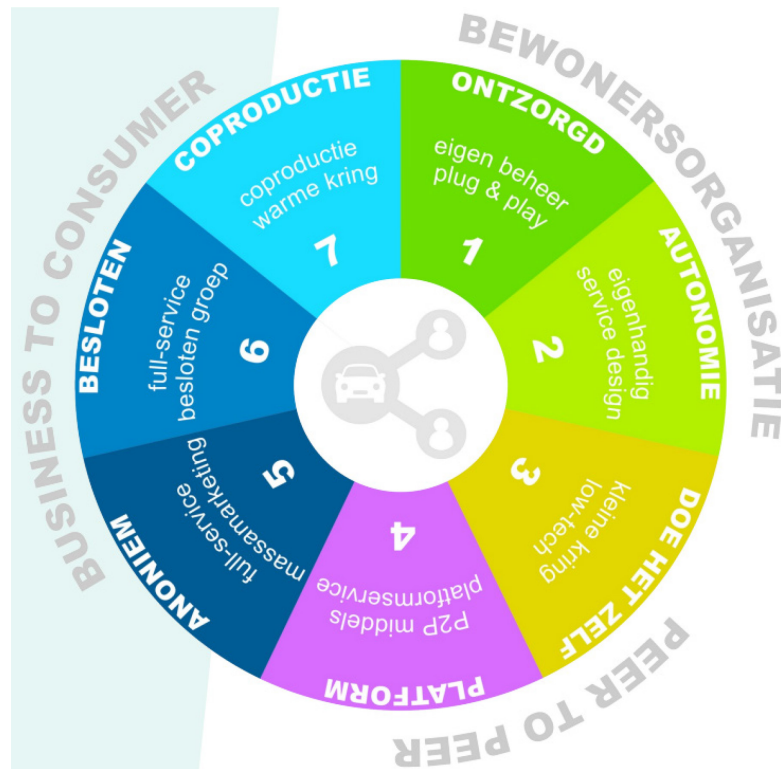 BEWONERSORGANISATIE
ONTZORGD
eigen beheer
plug & play
1
AUTONOMIE
eigenhandig
service design
2
DOE HET ZELF
kleine kring
low-tech
3
PEER TO PEER
PLATFORM
P2P middels
platformservice
4
BUSINESS TO CONSUMER
ANONIEM
full-service
massamarketing
5
BESLOTEN
full-service
besloten groep
6
COPRODUCTIE
coproductie
warme kring
7